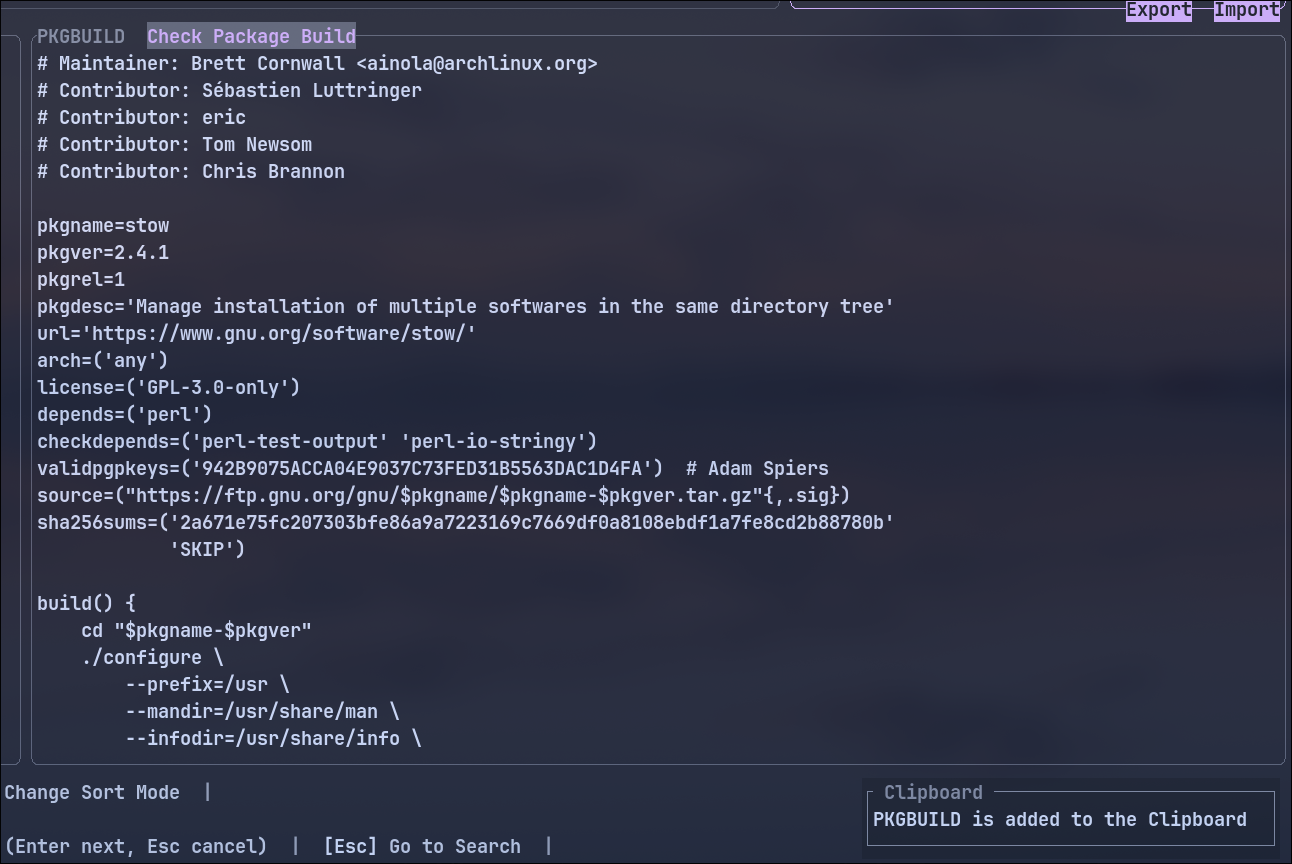 Export Import
PKGBUILD Check Package Build
# Maintainer: Brett Cornwall <ainola@archlinux.org>
# Contributor: Sébastien Luttringer
# Contributor: eric
# Contributor: Tom Newsom
# Contributor: Chris Brannon
pkgname=stow
pkgver=2.4.1
pkgrel=1
pkgdesc='Manage installation of multiple softwares in the same directory tree'
url='https://www.gnu.org/software/stow/'
arch=('any')
license=('GPL-3.0-only')
depends=('perl')
checkdepends=('perl-test-output' 'perl-io-stringy')
validpgpkeys=('942B9075ACCA04E9037C73FED31B5563DAC1D4FA')  # Adam Spiers
source=("https://ftp.gnu.org/gnu/$pkgname/$pkgname-$pkgver.tar.gz"{,.sig})
sha256sums=('2a671e75fc207303bfe86a9a7223169c7669df0a8108ebdf1a7fe8cd2b88780b'
            'SKIP')
build() {
    cd "$pkgname-$pkgver"
    ./configure \
        --prefix=/usr \
        --mandir=/usr/share/man \
        --infodir=/usr/share/info \
Change Sort Mode |
Clipboard
PKGBUILD is added to the Clipboard
(Enter next, Esc cancel) | [Esc] Go to Search |